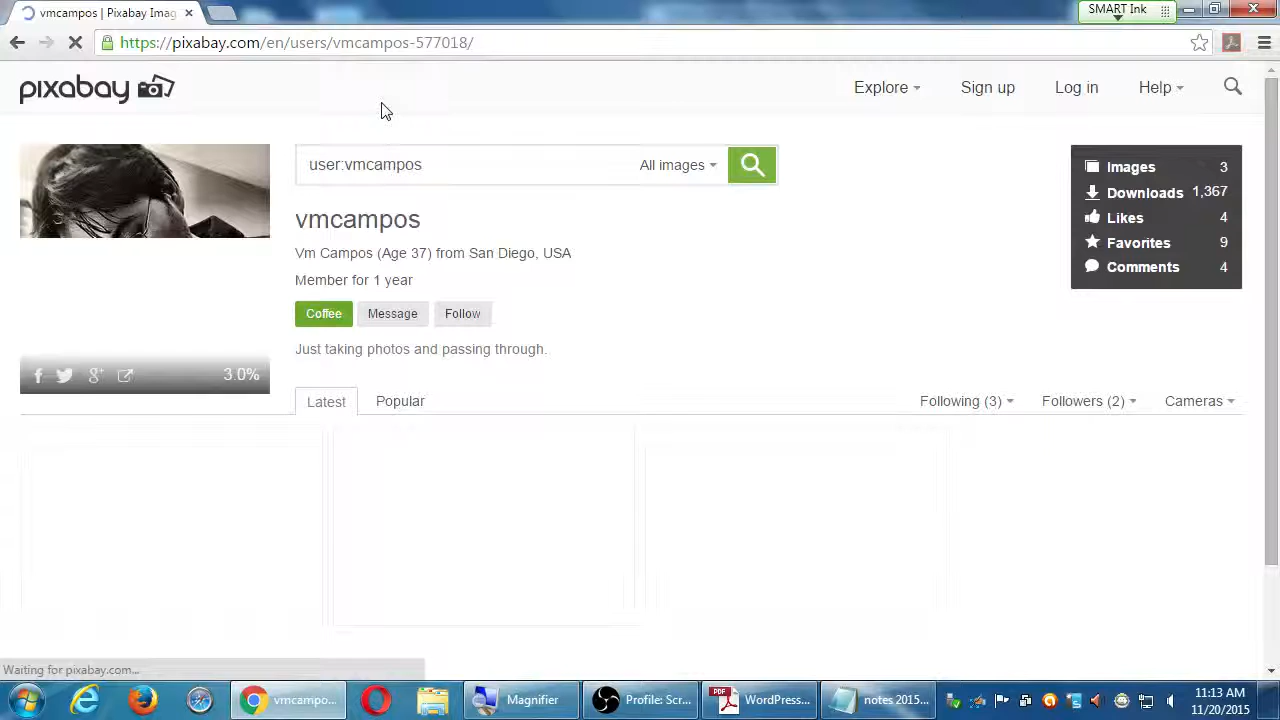 vmcampos | Pixabay Imag
SMART Ink
https://pixabay.com/en/users/vmcampos-577018/
pixabay
Explore
Sign up
Log in
Help
user:vmcampos
All images
Images 3
Downloads 1,367
Likes 4
Favorites 9
Comments 4
vmcampos
Vm Campos (Age 37) from San Diego, USA
Member for 1 year
Coffee
Message
Follow
Just taking photos and passing through.
3.0%
Latest
Popular
Following (3)
Followers (2)
Cameras
Waiting for pixabay.com...
vmcampo...
Magnifier
Profile: Scr...
PDF
WordPress...
notes 2015...
11:13 AM
11/20/2015